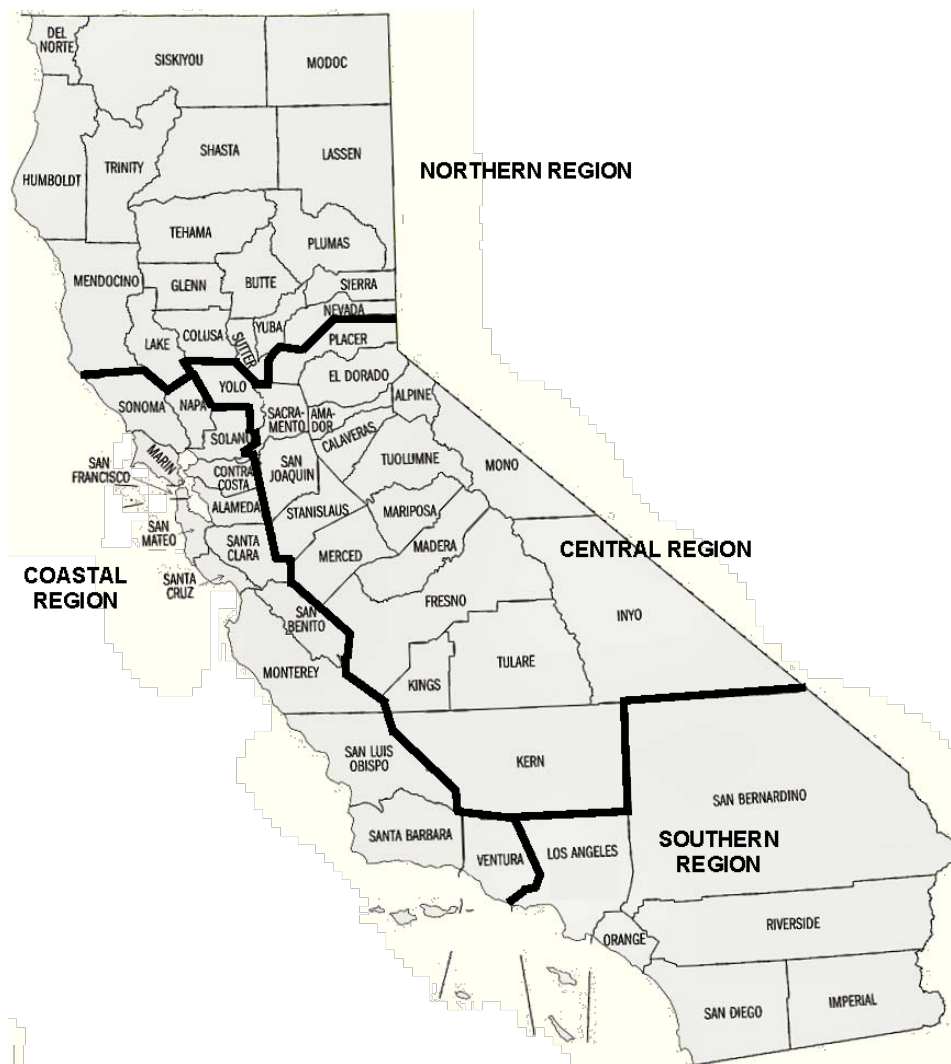 DEL
NORTE
SISKIYOU
MODOC
HUMBOLDT
TRINITY
SHASTA
LASSEN
NORTHERN REGION
TEHAMA
PLUMAS
MENDOCINO
GLENN
BUTTE
SIERRA
NEVADA
LAKE
COLUSA
SUTTER
YUBA
PLACER
YOLO
EL DORADO
SONOMA
NAPA
SACRA-
MENTO
AMA-
DOR
ALPINE
SOLANO
CALAVERAS
MARIN
SAN
FRANCISCO
CONTRA
COSTA
SAN
JOAQUIN
TUOLUMNE
MONO
ALAMEDA
STANISLAUS
MARIPOSA
SAN
MATEO
SANTA
CLARA
MERCED
MADERA
CENTRAL REGION
COASTAL
REGION
SANTA
CRUZ
SAN
BENITO
FRESNO
INYO
MONTEREY
KINGS
TULARE
SAN LUIS
OBISPO
KERN
SAN BERNARDINO
SANTA BARBARA
VENTURA
LOS ANGELES
SOUTHERN
REGION
ORANGE
RIVERSIDE
SAN DIEGO
IMPERIAL